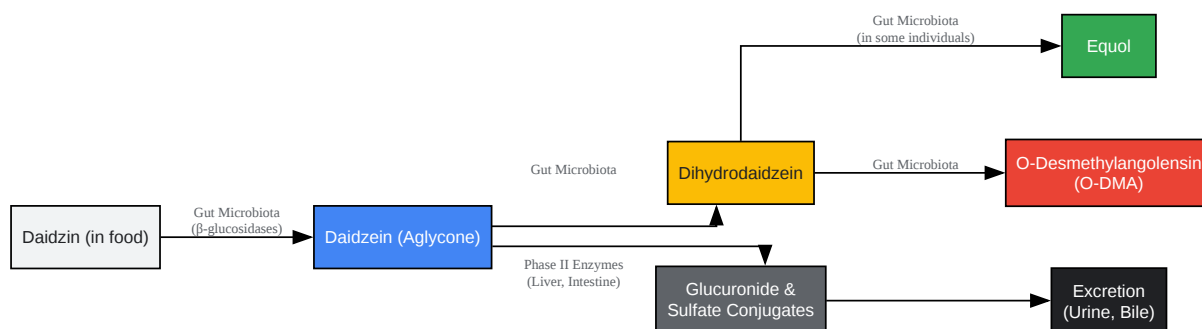 Gut Microbiota
(in some individuals)
Equol
Gut Microbiota
Dihydrodaidzein
Gut Microbiota
O-Desmethylangolensin
(O-DMA)
Daidzin (in food)
Gut Microbiota
(β-glucosidases)
Daidzein (Aglycone)
Phase II Enzymes
(Liver, Intestine)
Glucuronide &
Sulfate Conjugates
Excretion
(Urine, Bile)